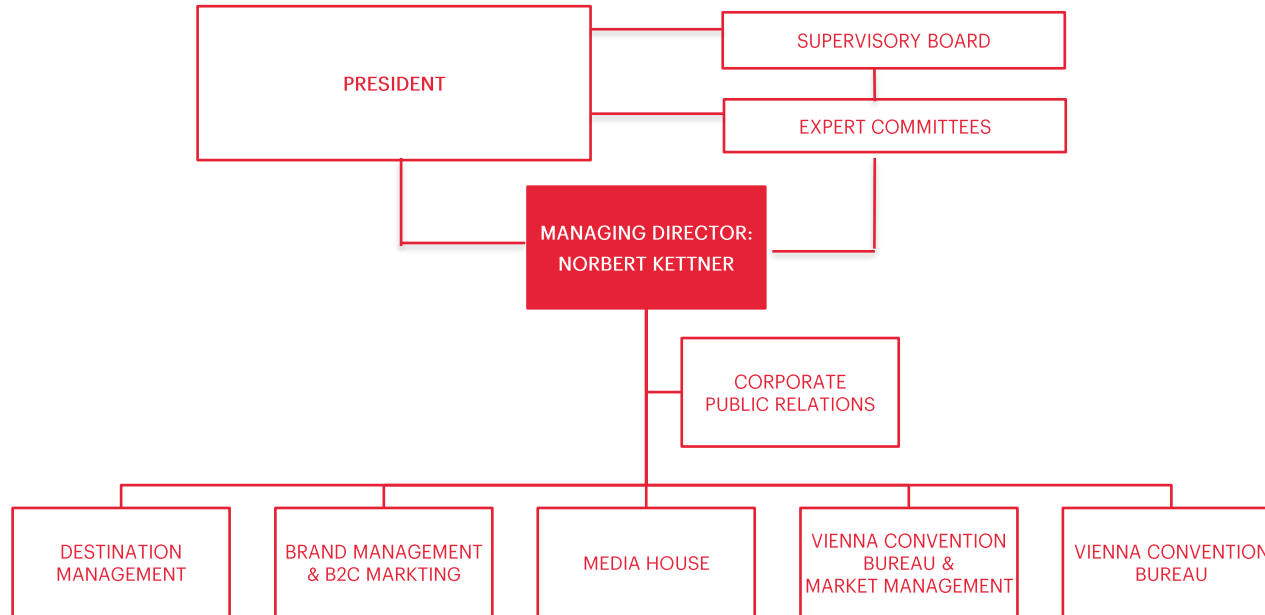 PRESIDENT
SUPERVISORY BOARD
EXPERT COMMITTEES
MANAGING DIRECTOR:
NORBERT KETTNER
CORPORATE
PUBLIC RELATIONS
DESTINATION
MANAGEMENT
BRAND MANAGEMENT
& B2C MARKTING
MEDIA HOUSE
VIENNA CONVENTION
BUREAU &
MARKET MANAGEMENT
VIENNA CONVENTION
BUREAU